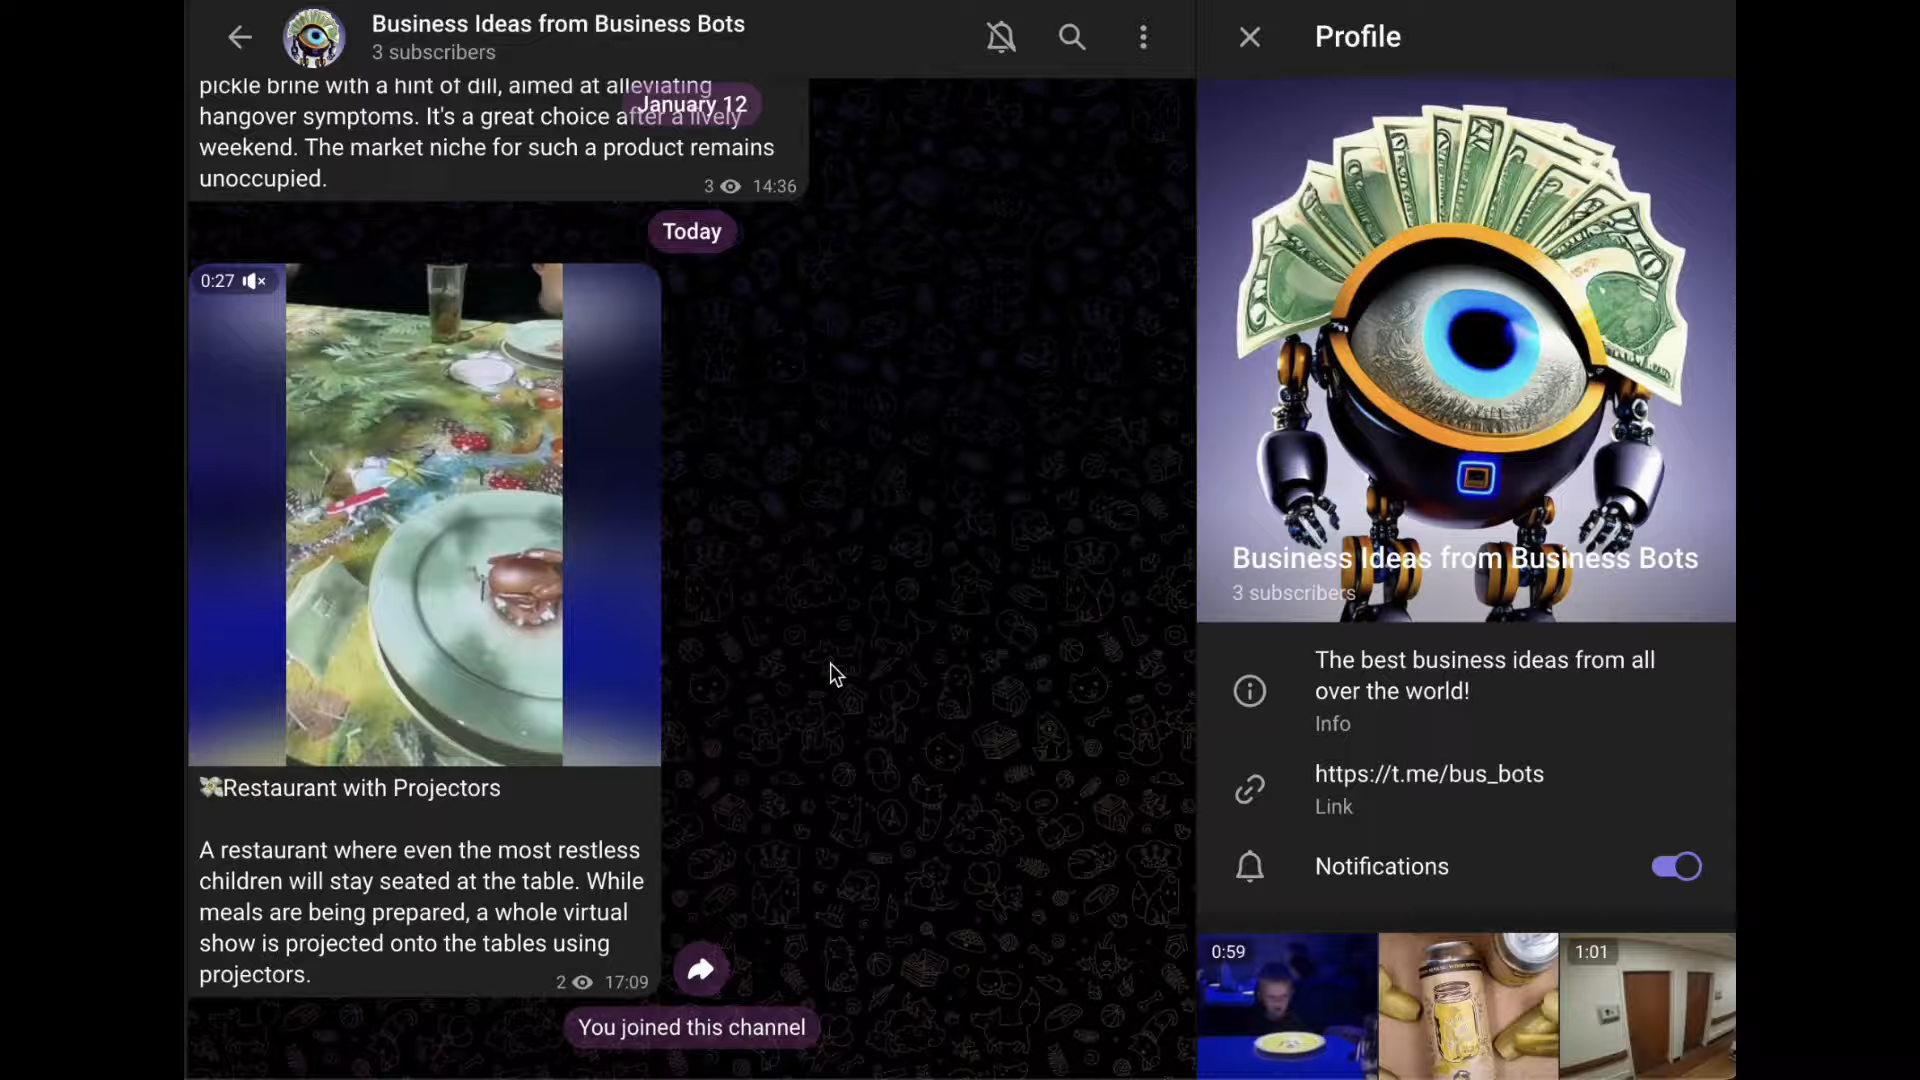 Business Ideas from Business Bots
3 subscribers
pickle brine with a hint of dill, aimed at alleviating
January 12
hangover symptoms. It's a great choice after a lively
weekend. The market niche for such a product remains
unoccupied.
3 14:36
Today
0:27
💸Restaurant with Projectors
A restaurant where even the most restless
children will stay seated at the table. While
meals are being prepared, a whole virtual
show is projected onto the tables using
projectors.
2 17:09
You joined this channel
Profile
Business Ideas from Business Bots
3 subscribers
The best business ideas from all
over the world!
Info
https://t.me/bus_bots
Link
Notifications
0:59
1:01